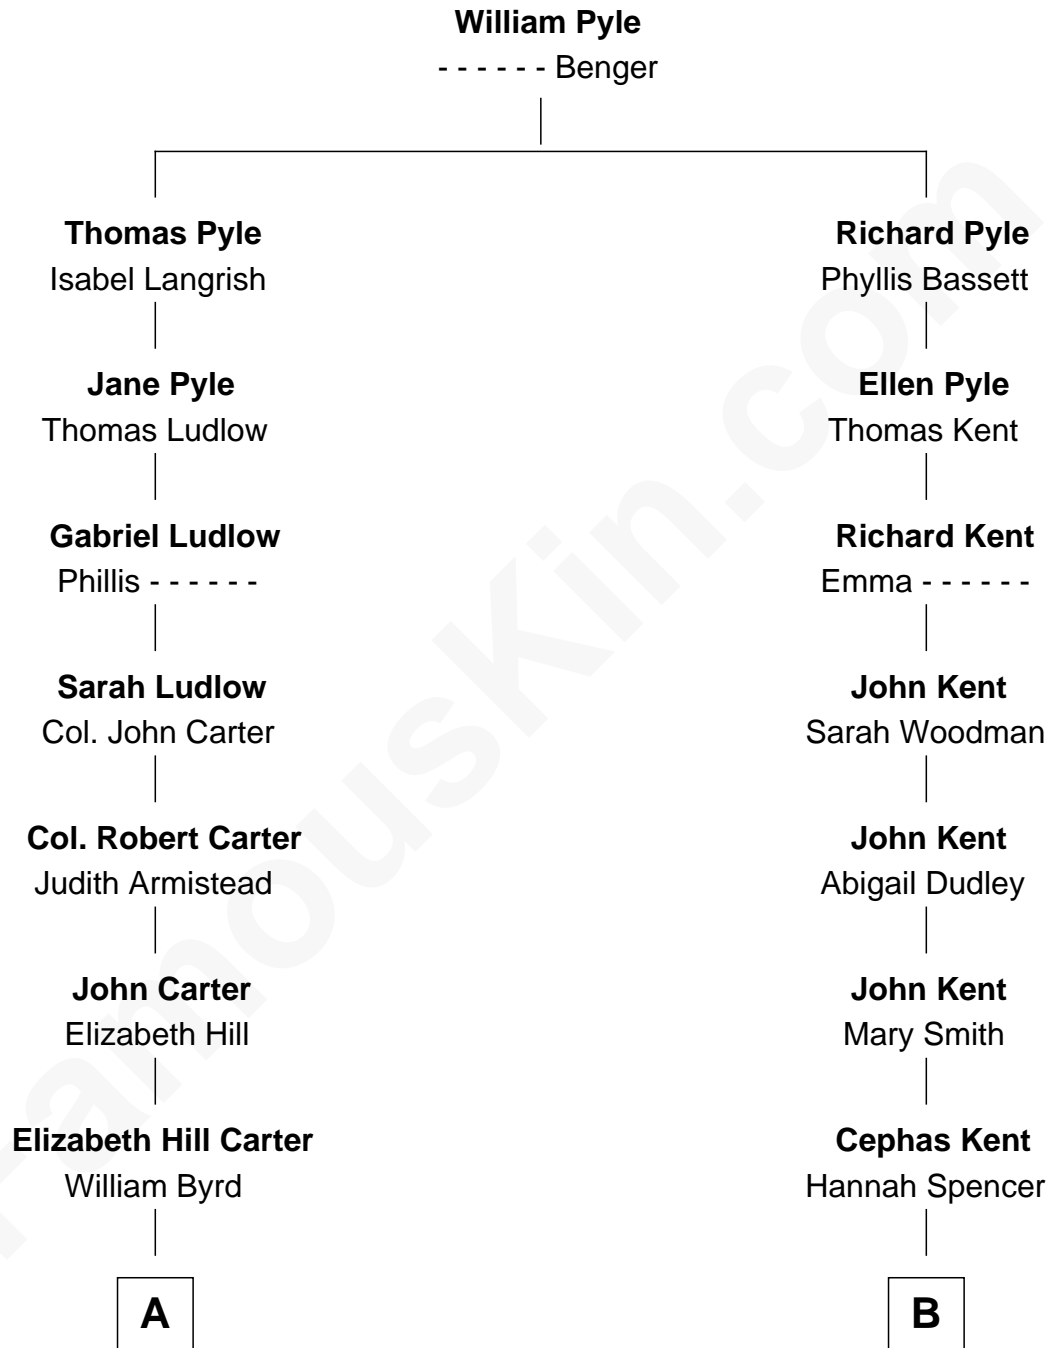 William Pyle
- - - - - - Benger
Thomas Pyle
Isabel Langrish
Jane Pyle
Thomas Ludlow
Gabriel Ludlow
Phillis - - - - - -
Sarah Ludlow
Col. John Carter
Col. Robert Carter
Judith Armistead
John Carter
Elizabeth Hill
Elizabeth Hill Carter
William Byrd
A
Richard Pyle
Phyllis Bassett
Ellen Pyle
Thomas Kent
Richard Kent
Emma - - - - - -
John Kent
Sarah Woodman
John Kent
Abigail Dudley
John Kent
Mary Smith
Cephas Kent
Hannah Spencer
B
FamousKin.com